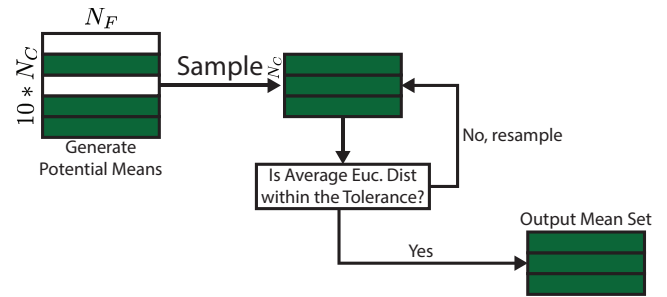 N_F
10 * N_C
Generate
Potential Means
Sample
N_C
No, resample
Is Average Euc. Dist
within the Tolerance?
Yes
Output Mean Set